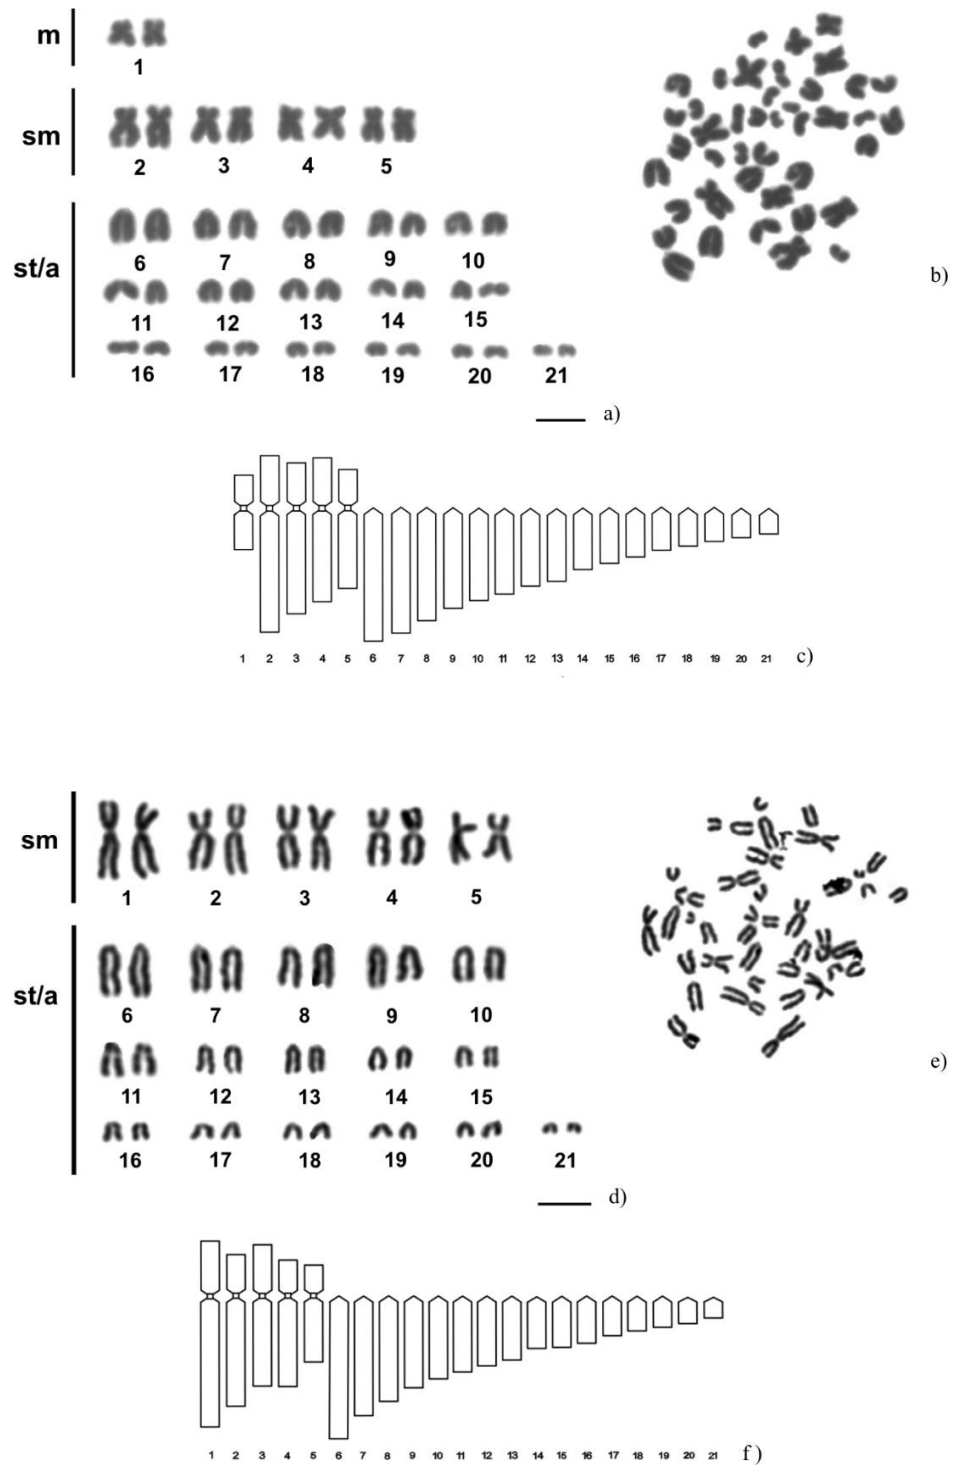 m
1
b)
sm
2 3 4 5
st/a
6 7 8 9 10
11 12 13 14 15
16 17 18 19 20 21
a)
1 2 3 4 5 6 7 8 9 10 11 12 13 14 15 16 17 18 19 20 21 c)
sm
1 2 3 4 5
st/a
6 7 8 9 10
e)
11 12 13 14 15
16 17 18 19 20 21
d)
1 2 3 4 5 6 7 8 9 10 11 12 13 14 15 16 17 18 19 20 21 f)